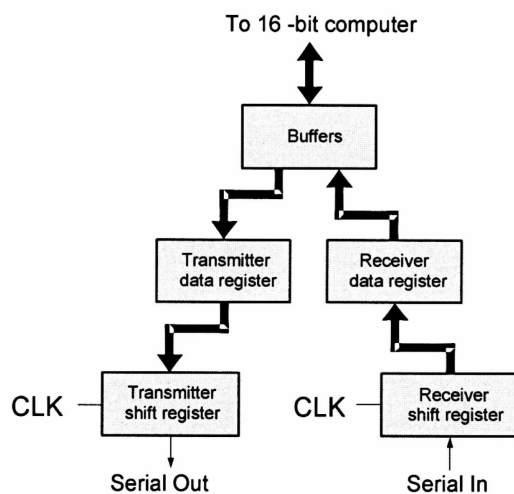 To 16 -bit computer
Buffers
Transmitter
data register
Receiver
data register
CLK
Transmitter
shift register
CLK
Receiver
shift register
Serial Out
Serial In